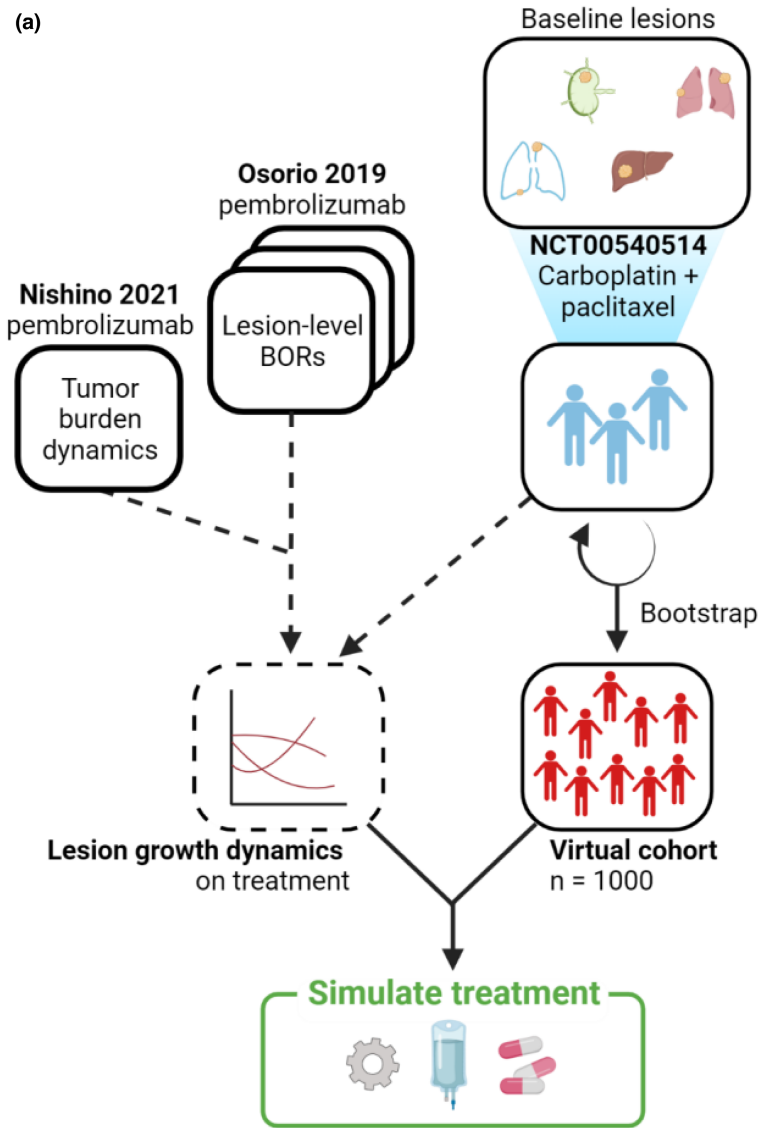 (a)
Baseline lesions
Osorio 2019
pembrolizumab
Nishino 2021
pembrolizumab
NCT00540514
Carboplatin +
paclitaxel
Lesion-level
BORs
Tumor
burden
dynamics
Bootstrap
Lesion growth dynamics
on treatment
Virtual cohort
n = 1000
Simulate treatment